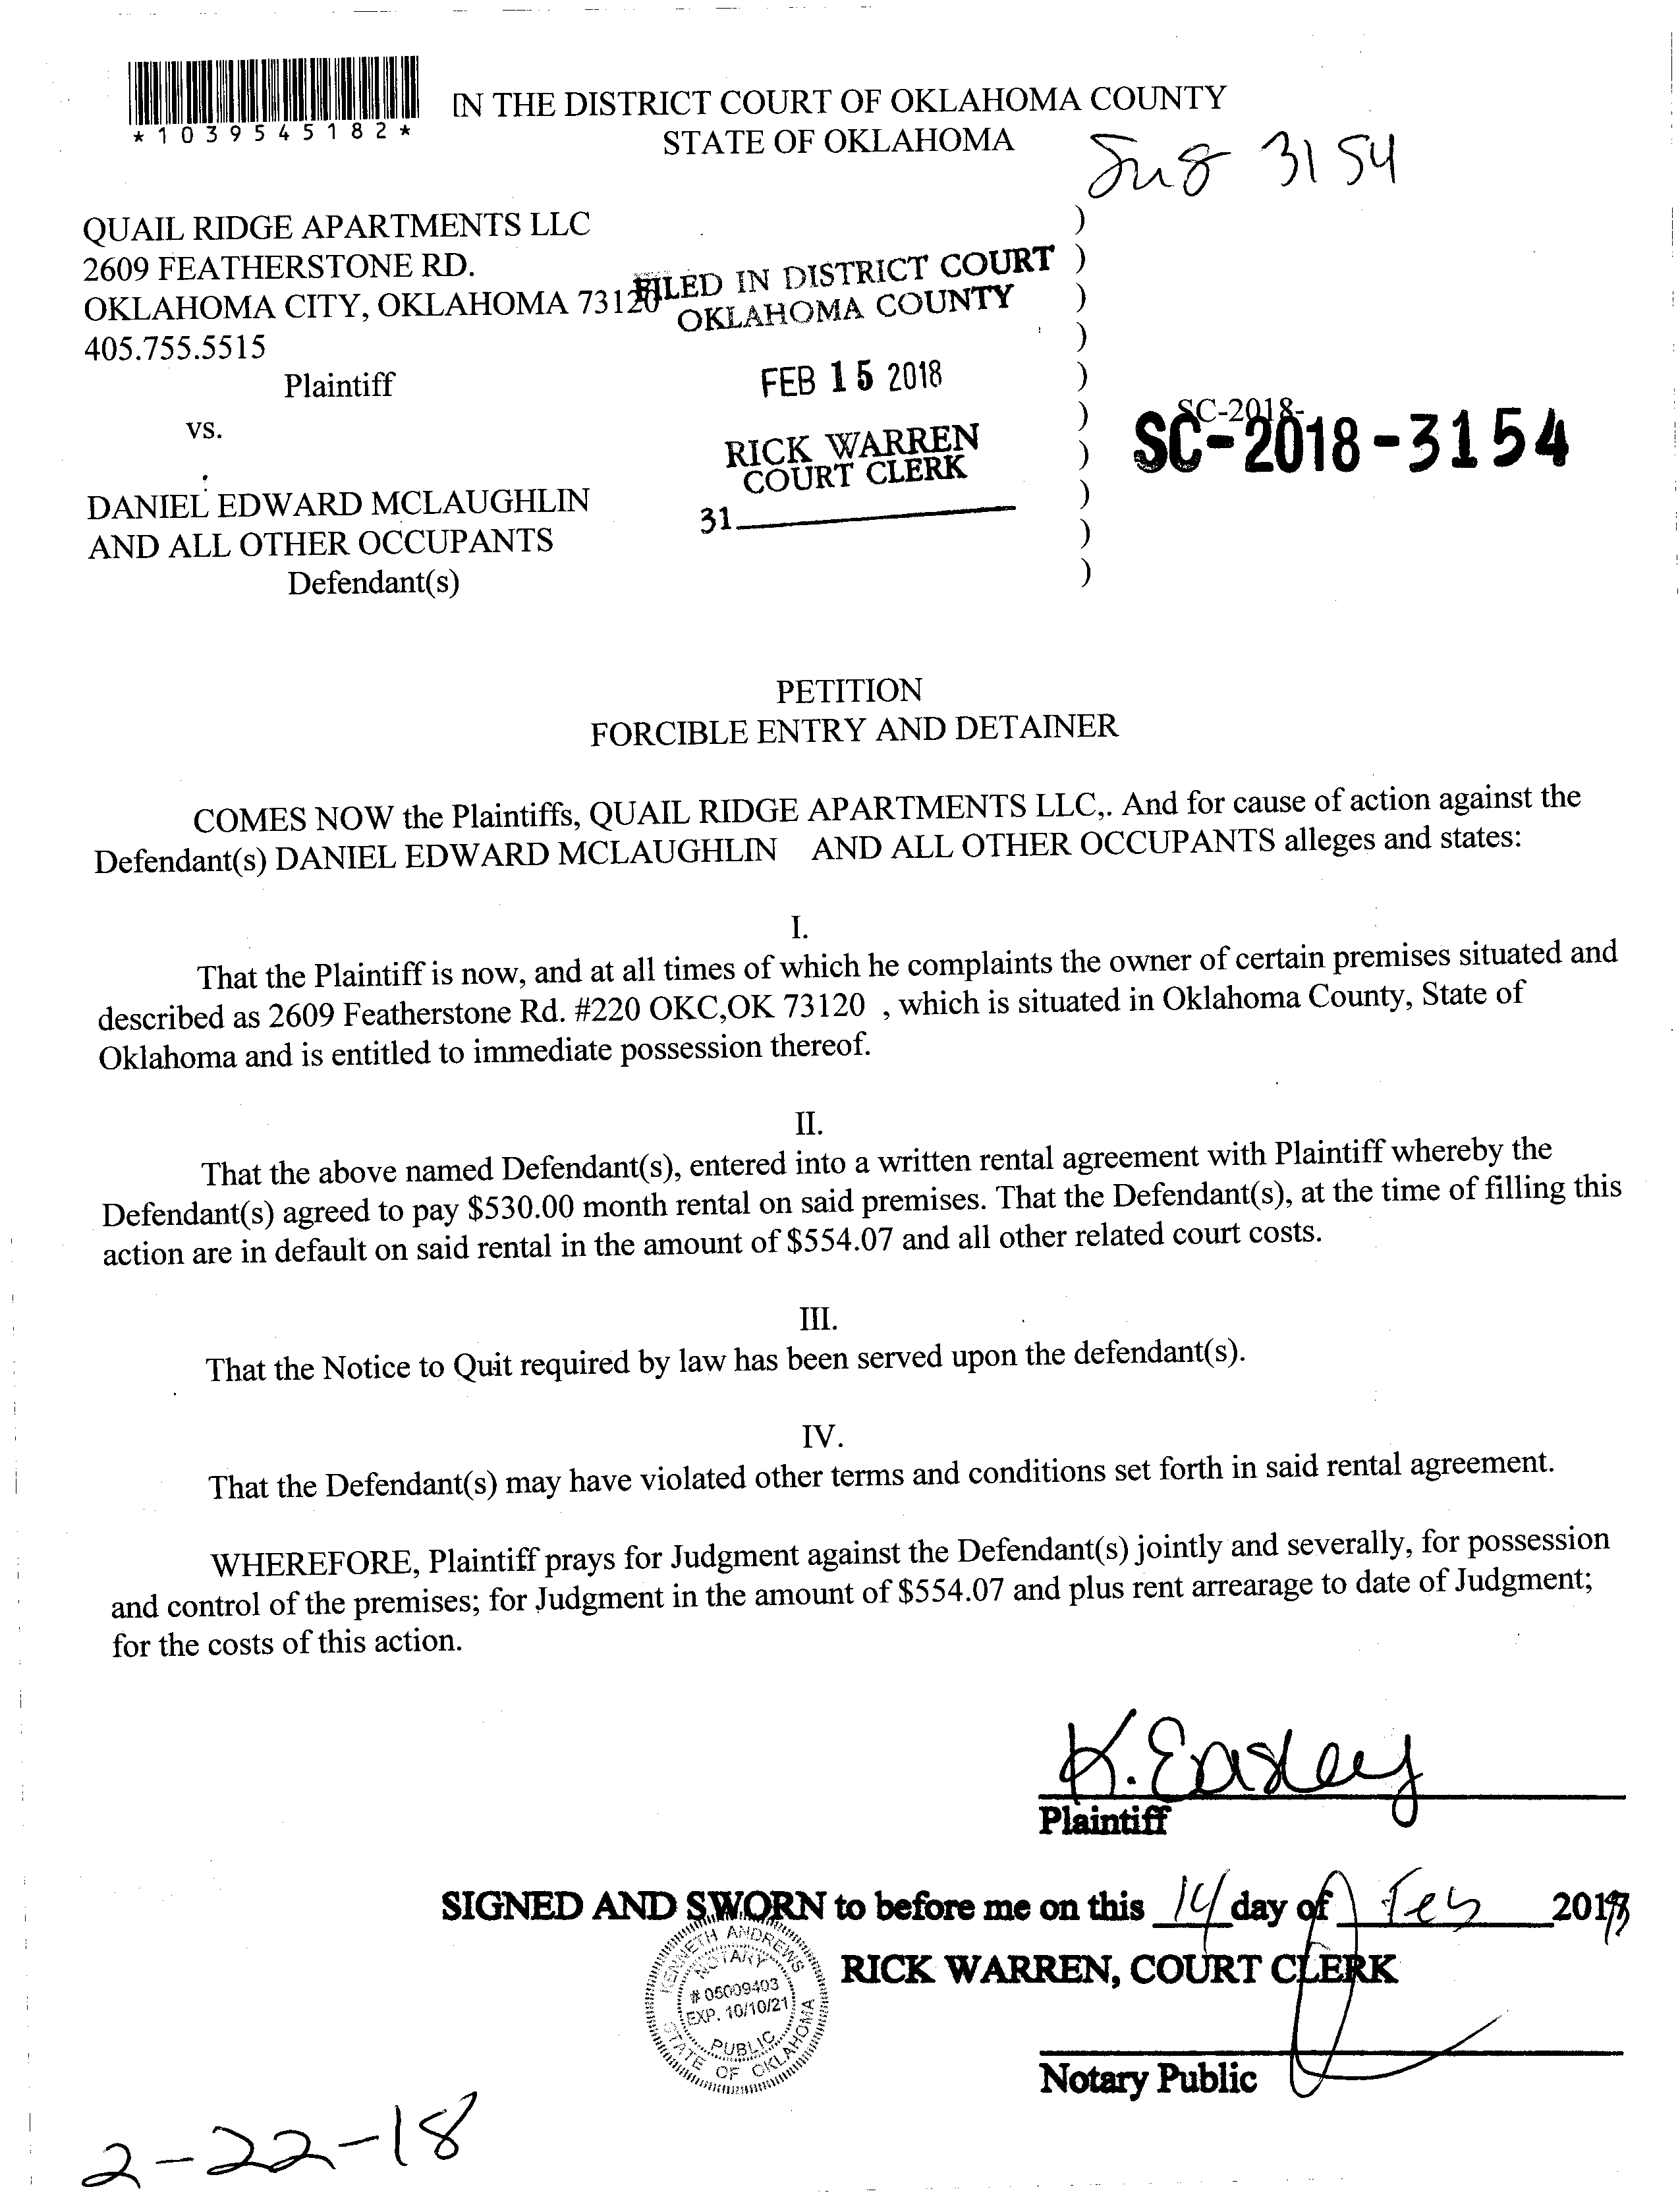 *1039545182*
IN THE DISTRICT COURT OF OKLAHOMA COUNTY
STATE OF OKLAHOMA
3154
QUAIL RIDGE APARTMENTS LLC
2609 FEATHERSTONE RD.
OKLAHOMA CITY, OKLAHOMA 73120
405.755.5515
Plaintiff
vs.
DANIEL EDWARD MCLAUGHLIN
AND ALL OTHER OCCUPANTS
Defendant(s)
FILED IN DISTRICT COURT
OKLAHOMA COUNTY
FEB 15 2018
RICK WARREN
COURT CLERK
31
)
)
)
)
)
)
)
)
)
)
SC-2018-
SC-2018-3154
PETITION
FORCIBLE ENTRY AND DETAINER
COMES NOW the Plaintiffs, QUAIL RIDGE APARTMENTS LLC,. And for cause of action against the
Defendant(s) DANIEL EDWARD MCLAUGHLIN AND ALL OTHER OCCUPANTS alleges and states:
I.
That the Plaintiff is now, and at all times of which he complaints the owner of certain premises situated and
described as 2609 Featherstone Rd. #220 OKC,OK 73120 , which is situated in Oklahoma County, State of
Oklahoma and is entitled to immediate possession thereof.
II.
That the above named Defendant(s), entered into a written rental agreement with Plaintiff whereby the
Defendant(s) agreed to pay $530.00 month rental on said premises. That the Defendant(s), at the time of filling this
action are in default on said rental in the amount of $554.07 and all other related court costs.
III.
That the Notice to Quit required by law has been served upon the defendant(s).
IV.
That the Defendant(s) may have violated other terms and conditions set forth in said rental agreement.
WHEREFORE, Plaintiff prays for Judgment against the Defendant(s) jointly and severally, for possession
and control of the premises; for Judgment in the amount of $554.07 and plus rent arrearage to date of Judgment;
for the costs of this action.
K. Easley
Plaintiff
SIGNED AND SWORN to before me on this 14 day of Feb 2018
RICK WARREN, COURT CLERK
KENNETH ANDREWS
NOTARY
# 05009403
EXP. 10/10/21
PUBLIC
STATE OF OKLAHOMA
Notary Public
2-22-18